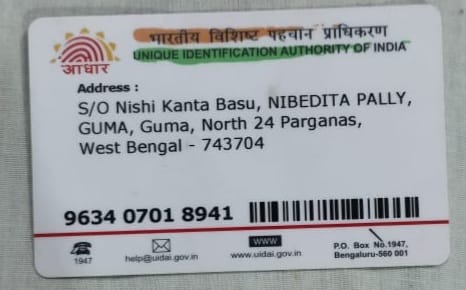 भारतीय विशिष्ट पहचान प्राधिकरण
UNIQUE IDENTIFICATION AUTHORITY OF INDIA
आधार
Address :
S/O Nishi Kanta Basu, NIBEDITA PALLY,
GUMA, Guma, North 24 Parganas,
West Bengal - 743704
9634 0701 8941
1947
help@uidai.gov.in
www
www.uidai.gov.in
P.O. Box No.1947,
Bengaluru-560 001